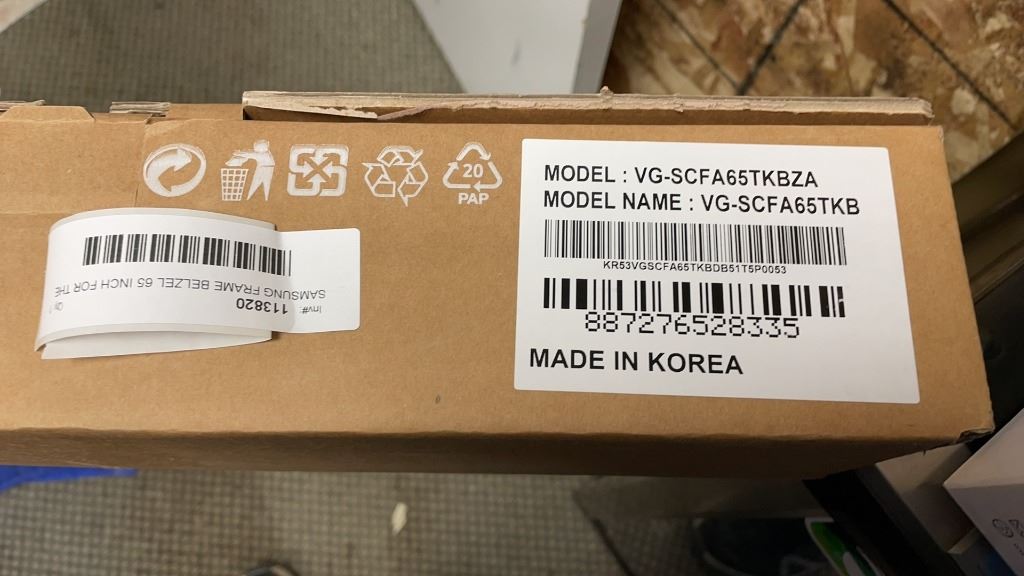 20
PAP
MODEL : VG-SCFA65TKBZA
MODEL NAME : VG-SCFA65TKB
KR53VGSCFA65TKBDB51T5P0053
887276528335
MADE IN KOREA
Inv#:
113820
SAMSUNG FRAME BELZEL 65 INCH FOR THE